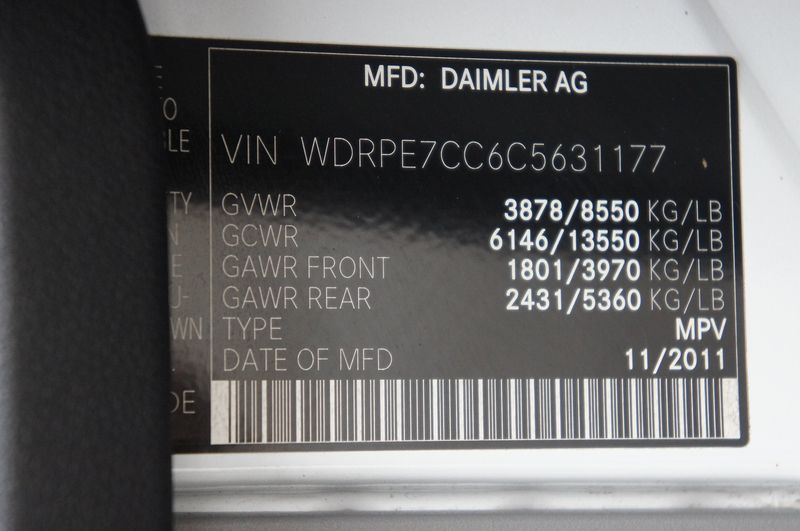 MFD: DAIMLER AG
VIN WDRPE7CC6C5631177
GVWR 3878/8550 KG/LB
GCWR 6146/13550 KG/LB
GAWR FRONT 1801/3970 KG/LB
GAWR REAR 2431/5360 KG/LB
TYPE MPV
DATE OF MFD 11/2011